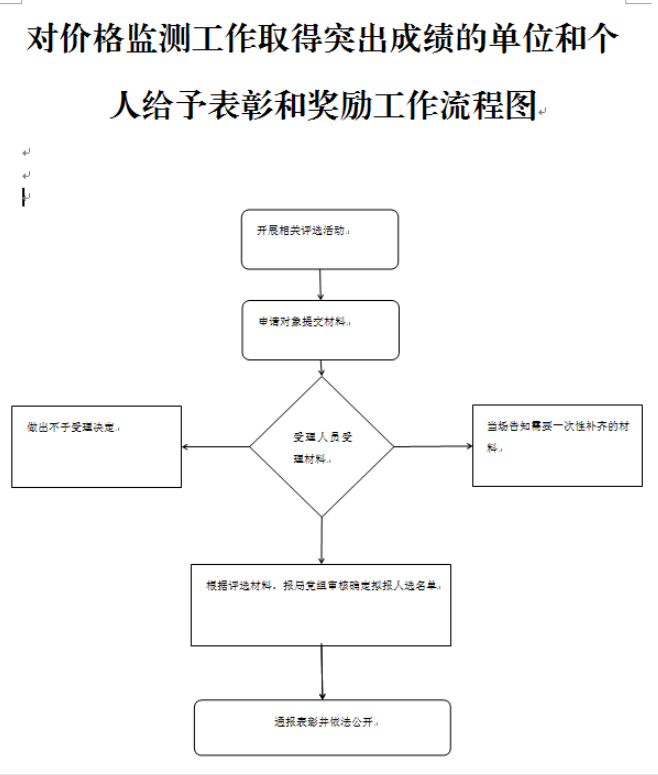 对价格监测工作取得突出成绩的单位和个
人给予表彰和奖励工作流程图
开展相关评选活动
申请对象提交材料
做出不予受理决定
受理人员受
理材料
当场告知需要一次性补齐的材
料
根据评选材料，报局党组审核确定拟报人选名单
通报表彰并依法公开